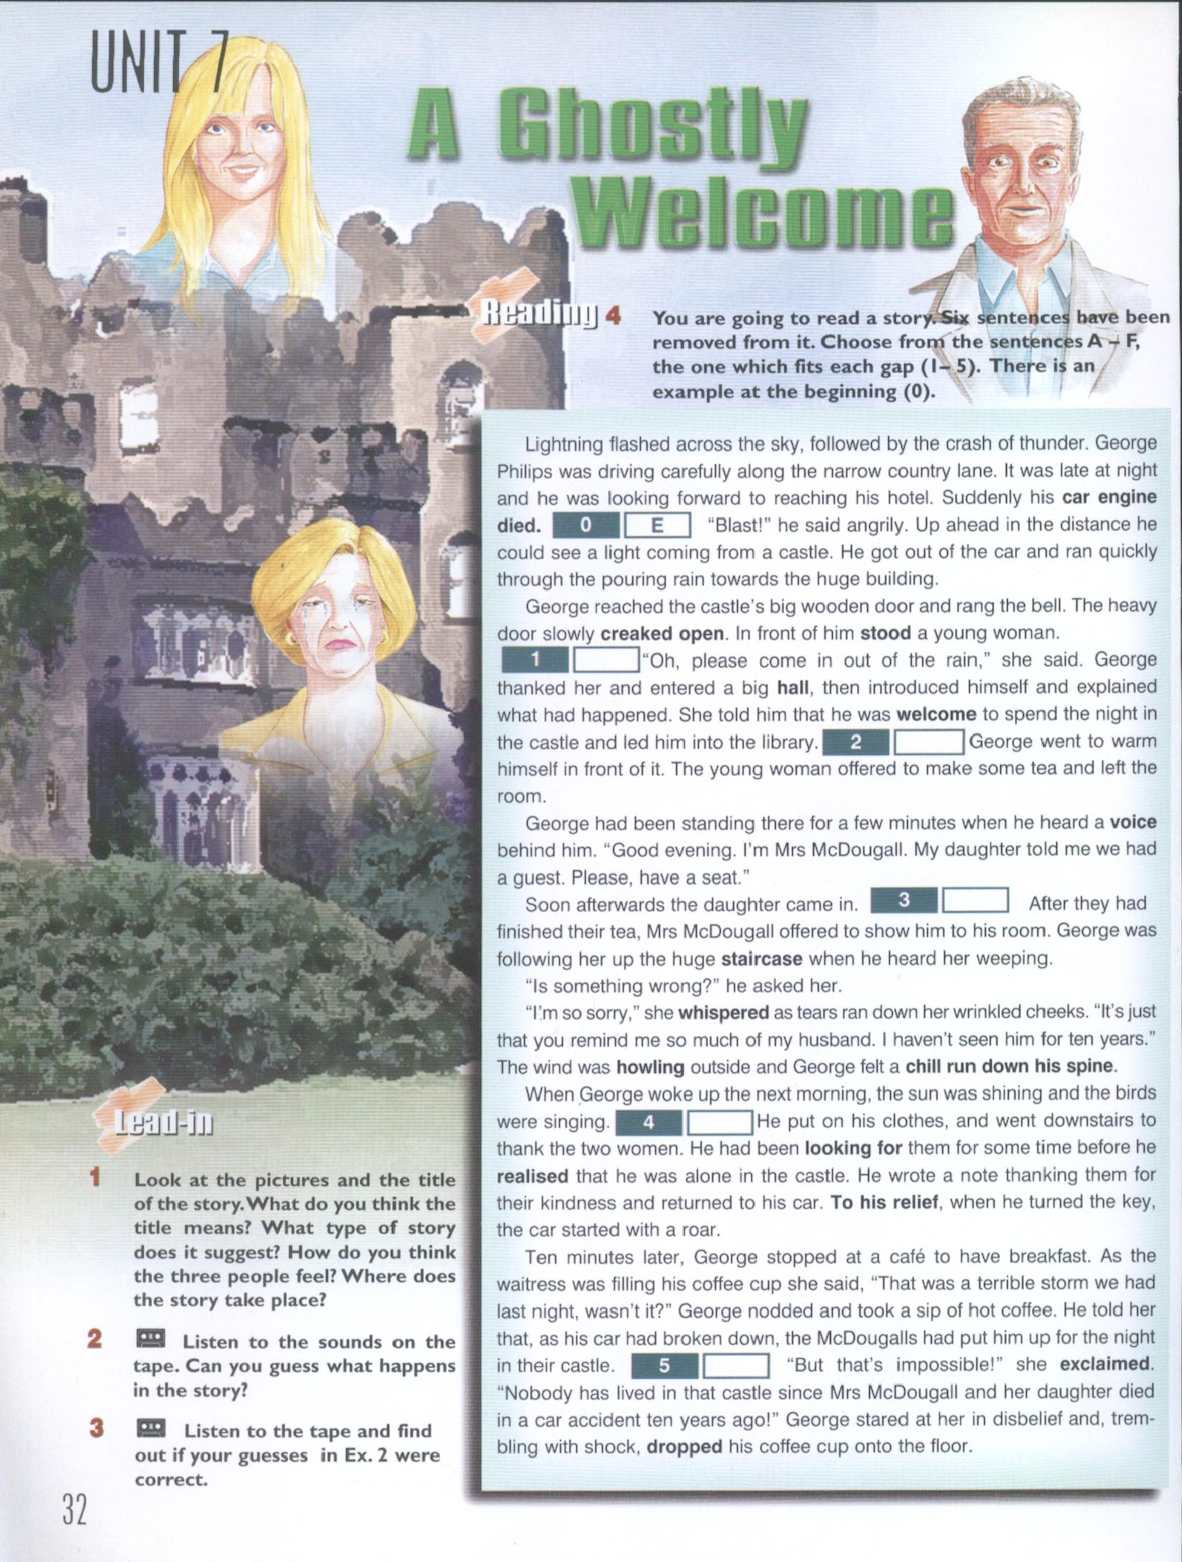 UNIT 7
A Ghostly
Welcome
Reading 4
You are going to read a story. Six sentences have been
removed from it. Choose from the sentences A – F,
the one which fits each gap (1– 5). There is an
example at the beginning (0).
Lightning flashed across the sky, followed by the crash of thunder. George
Philips was driving carefully along the narrow country lane. It was late at night
and he was looking forward to reaching his hotel. Suddenly his car engine
died. 0 E “Blast!” he said angrily. Up ahead in the distance he
could see a light coming from a castle. He got out of the car and ran quickly
through the pouring rain towards the huge building.
George reached the castle’s big wooden door and rang the bell. The heavy
door slowly creaked open. In front of him stood a young woman.
1 “Oh, please come in out of the rain,” she said. George
thanked her and entered a big hall, then introduced himself and explained
what had happened. She told him that he was welcome to spend the night in
the castle and led him into the library. 2 George went to warm
himself in front of it. The young woman offered to make some tea and left the
room.
George had been standing there for a few minutes when he heard a voice
behind him. “Good evening. I’m Mrs McDougall. My daughter told me we had
a guest. Please, have a seat.”
Soon afterwards the daughter came in. 3 After they had
finished their tea, Mrs McDougall offered to show him to his room. George was
following her up the huge staircase when he heard her weeping.
“Is something wrong?” he asked her.
“I’m so sorry,” she whispered as tears ran down her wrinkled cheeks. “It’s just
that you remind me so much of my husband. I haven’t seen him for ten years.”
The wind was howling outside and George felt a chill run down his spine.
When George woke up the next morning, the sun was shining and the birds
were singing. 4 He put on his clothes, and went downstairs to
thank the two women. He had been looking for them for some time before he
realised that he was alone in the castle. He wrote a note thanking them for
their kindness and returned to his car. To his relief, when he turned the key,
the car started with a roar.
Ten minutes later, George stopped at a café to have breakfast. As the
waitress was filling his coffee cup she said, “That was a terrible storm we had
last night, wasn’t it?” George nodded and took a sip of hot coffee. He told her
that, as his car had broken down, the McDougalls had put him up for the night
in their castle. 5 “But that’s impossible!” she exclaimed.
“Nobody has lived in that castle since Mrs McDougall and her daughter died
in a car accident ten years ago!” George stared at her in disbelief and, trem-
bling with shock, dropped his coffee cup onto the floor.
Lead-in
1 Look at the pictures and the title
of the story. What do you think the
title means? What type of story
does it suggest? How do you think
the three people feel? Where does
the story take place?
2 Listen to the sounds on the
tape. Can you guess what happens
in the story?
3 Listen to the tape and find
out if your guesses in Ex. 2 were
correct.
32